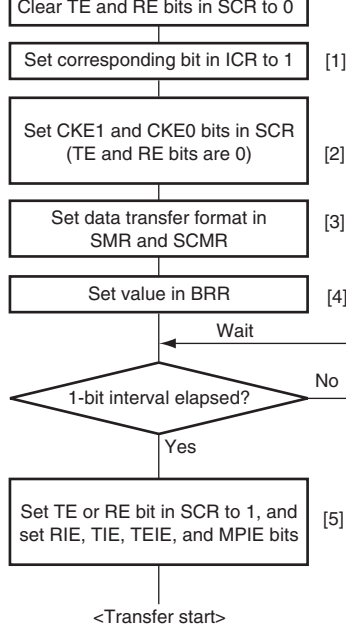 Clear TE and RE bits in SCR to 0
Set corresponding bit in ICR to 1 [1]
Set CKE1 and CKE0 bits in SCR
(TE and RE bits are 0) [2]
Set data transfer format in
SMR and SCMR [3]
Set value in BRR [4]
Wait
1-bit interval elapsed? No
Yes
Set TE or RE bit in SCR to 1, and
set RIE, TIE, TEIE, and MPIE bits [5]
<Transfer start>